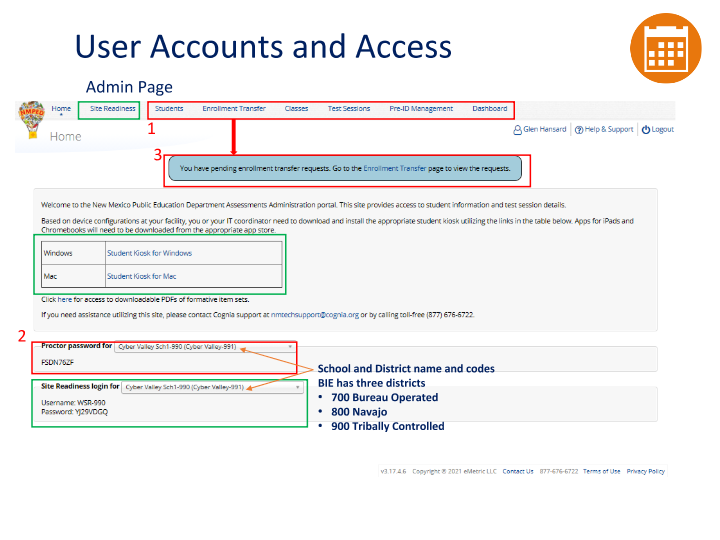 User Accounts and Access
Admin Page
NMPED
Home Site Readiness Students Enrollment Transfer Classes Test Sessions Pre-ID Management Dashboard
Home
1
Glen Hansard Help & Support Logout
3
You have pending enrollment transfer requests. Go to the Enrollment Transfer page to view the requests.
Welcome to the New Mexico Public Education Department Assessments Administration portal. This site provides access to student information and test session details.
Based on device configurations at your facility, you or your IT coordinator need to download and install the appropriate student kiosk utilizing the links in the table below. Apps for iPads and
Chromebooks will need to be downloaded from the appropriate app store.
Windows Student Kiosk for Windows
Mac Student Kiosk for Mac
Click here for access to downloadable PDFs of formative item sets.
If you need assistance utilizing this site, please contact Cognia support at nmtechsupport@cognia.org or by calling toll-free (877) 676-6722.
2
Proctor password for Cyber Valley Sch1-990 (Cyber Valley-991)
FSDN76ZF
Site Readiness login for Cyber Valley Sch1-990 (Cyber Valley-991)
Username: WSR-990
Password: YJ29VDGQ
School and District name and codes
BIE has three districts
• 700 Bureau Operated
• 800 Navajo
• 900 Tribally Controlled
v3.17.4.6 Copyright © 2021 eMetric LLC Contact Us 877-676-6722 Terms of Use Privacy Policy